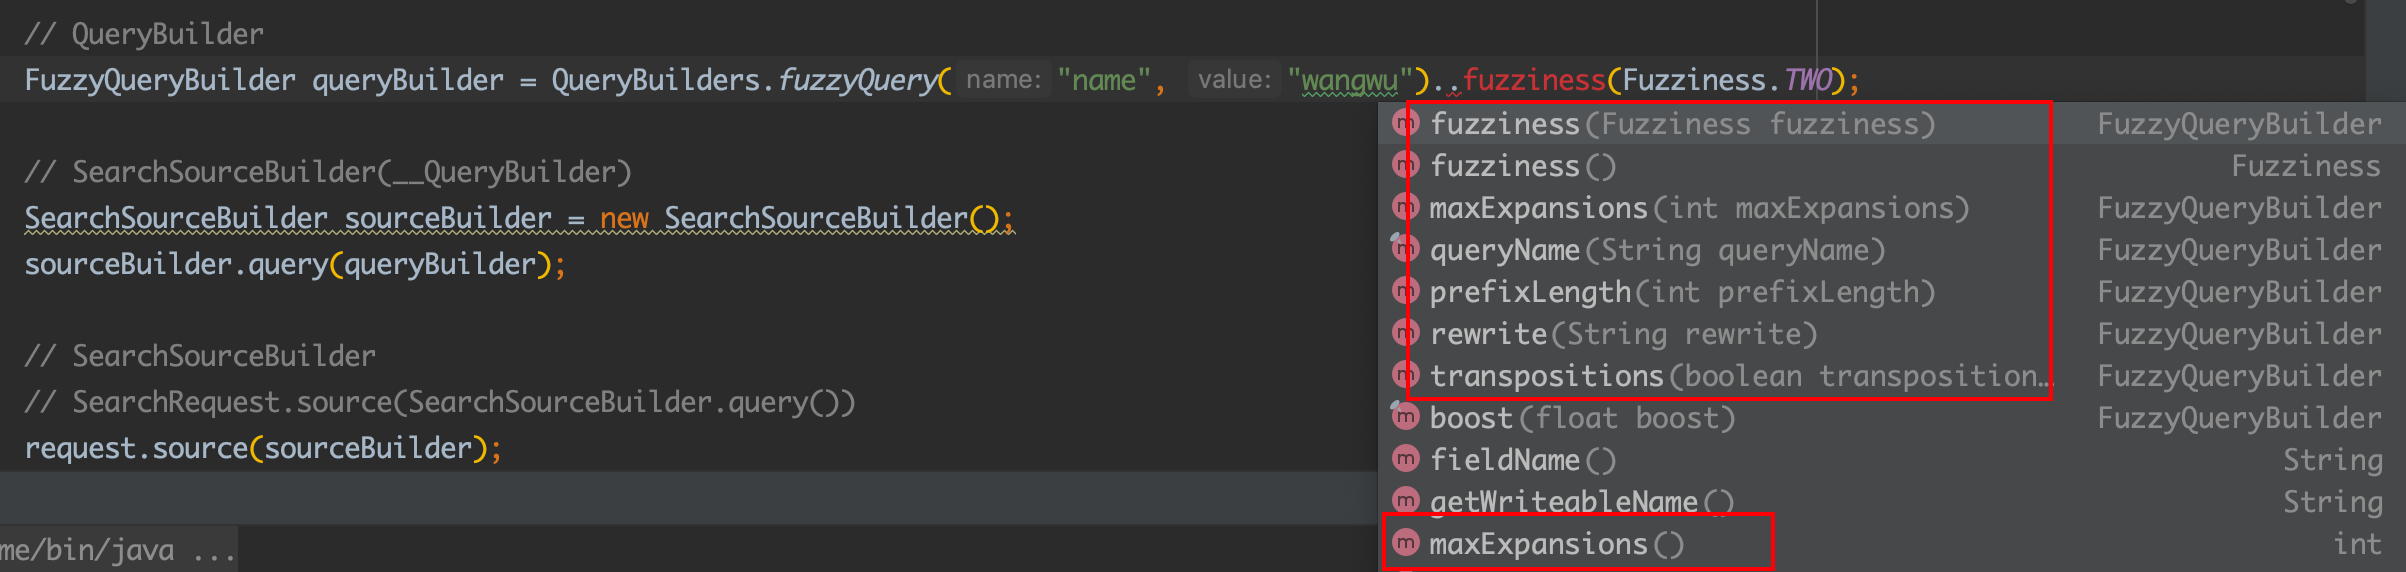 // QueryBuilder
FuzzyQueryBuilder queryBuilder = QueryBuilders.fuzzyQuery( name: "name", value: "wangwu")..fuzziness(Fuzziness.TWO);
// SearchSourceBuilder(__QueryBuilder)
SearchSourceBuilder sourceBuilder = new SearchSourceBuilder();
sourceBuilder.query(queryBuilder);
// SearchSourceBuilder
// SearchRequest.source(SearchSourceBuilder.query())
request.source(sourceBuilder);
me/bin/java ...
m fuzziness(Fuzziness fuzziness) FuzzyQueryBuilder
m fuzziness() Fuzziness
m maxExpansions(int maxExpansions) FuzzyQueryBuilder
m queryName(String queryName) FuzzyQueryBuilder
m prefixLength(int prefixLength) FuzzyQueryBuilder
m rewrite(String rewrite) FuzzyQueryBuilder
m transpositions(boolean transposition… FuzzyQueryBuilder
m boost(float boost) FuzzyQueryBuilder
m fieldName() String
m getWriteableName() String
m maxExpansions() int